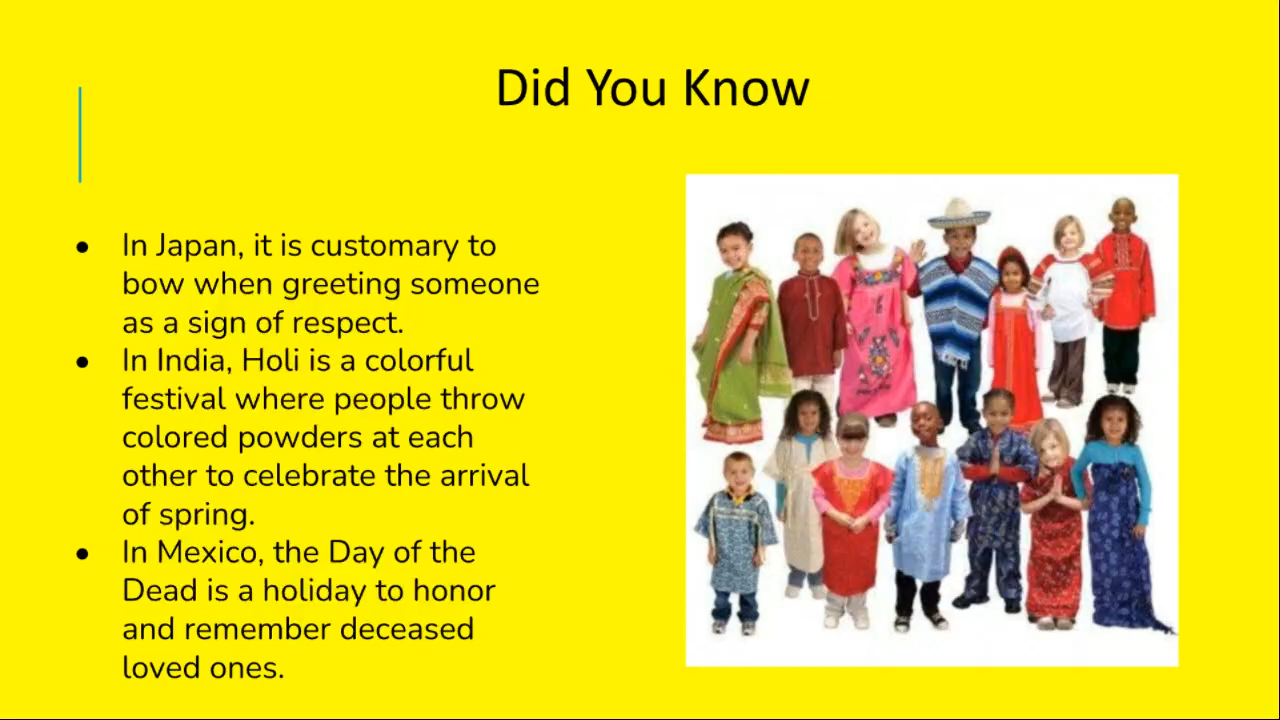 Did You Know
• In Japan, it is customary to
bow when greeting someone
as a sign of respect.
• In India, Holi is a colorful
festival where people throw
colored powders at each
other to celebrate the arrival
of spring.
• In Mexico, the Day of the
Dead is a holiday to honor
and remember deceased
loved ones.